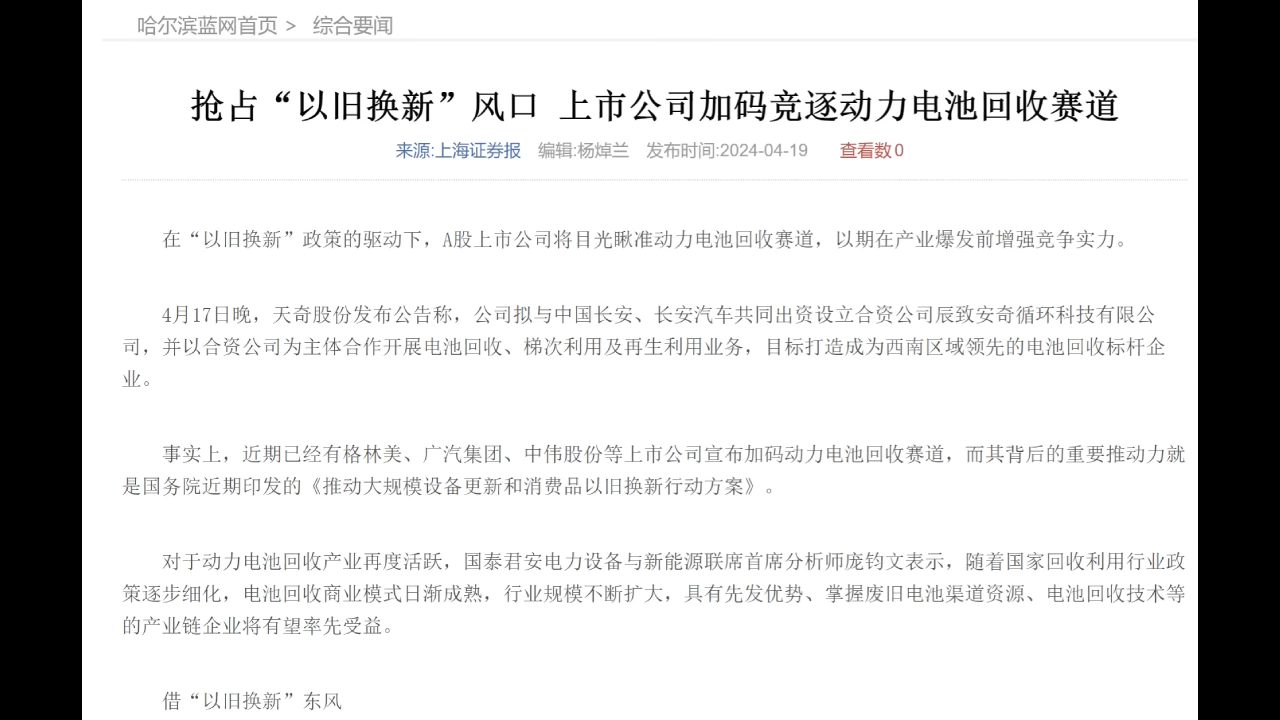 哈尔滨蓝网首页 > 综合要闻
抢占“以旧换新”风口 上市公司加码竞逐动力电池回收赛道
来源:上海证券报 编辑:杨焯兰 发布时间:2024-04-19 查看数0
在“以旧换新”政策的驱动下，A股上市公司将目光瞅准动力电池回收赛道，以期在产业爆发前增强竞争实力。
4月17日晚，天奇股份发布公告称，公司拟与中国长安、长安汽车共同出资设立合资公司辰致安奇循环科技有限公
司，并以合资公司为主体合作开展电池回收、梯次利用及再生利用业务，目标打造成为西南区域领先的电池回收标杆企
业。
事实上，近期已经有格林美、广汽集团、中伟股份等上市公司宣布加码动力电池回收赛道，而其背后的重要推动力就
是国务院近期印发的《推动大规模设备更新和消费品以旧换新行动方案》。
对于动力电池回收产业再度活跃，国泰君安电力设备与新能源联席首席分析师庞钧文表示，随着国家回收利用行业政
策逐步细化，电池回收商业模式日渐成熟，行业规模不断扩大，具有先发优势、掌握废旧电池渠道资源、电池回收技术等
的产业链企业将有望率先受益。
借“以旧换新”东风